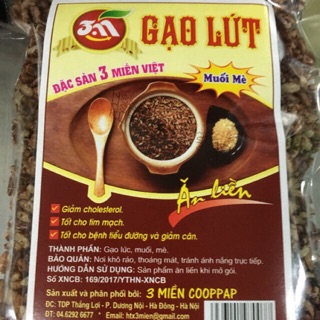 3.M
GẠO LỨT
ĐẶC SẢN 3 MIỀN VIỆT
Muối Mè
Ăn liền
Giảm cholesterol.
Tốt cho tim mạch.
Tốt cho bệnh tiểu đường và giảm cân.
THÀNH PHẦN: Gạo lức, muối, mè.
BẢO QUẢN: Nơi khô ráo, thoáng mát, tránh ánh nắng trực tiếp.
HƯỚNG DẪN SỬ DỤNG: Sản phẩm ăn liền khi mở gói.
Số XNCB: 169/2017/YTHN-XNCB
Sản xuất và phân phối bởi: 3 MIỀN COOPPAP
ĐC: TDP Thắng Lợi - P. Dương Nội - Hà Đông - Hà Nội
ĐT: 04.6292 6677 * Email: htx3mien@gmail.com